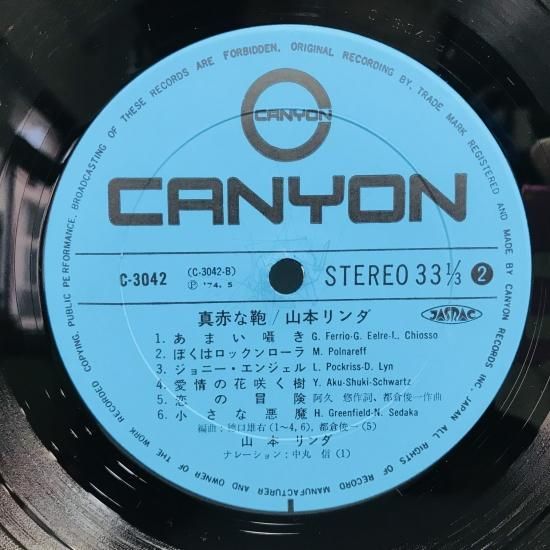 COPYING PUBLIC PERFORMANCE, BROADCASTING OF THESE RECORDS ARE FORBIDDEN. ORIGINAL RECORDING BY, TRADE MARK REGISTERED AND MADE BY CANYON RECORDS INC. JAPAN ALL RIGHTS OF RECORD MANUFACTURER AND OWNER OF THE WORK RECORDED
CANYON
CANYON
C-3042 (C-3042-B) STEREO 33 1/3 2
Ⓟ '74. 5 JASRAC
真赤な鞄/山本リンダ
1. あまい囁き G. Ferrio-G. Eelre-L. Chiosso
2. ぼくはロックンローラ M. Polnareff
3. ジョニー・エンジェル L. Pockriss-D. Lyn
4. 愛情の花咲く樹 Y. Aku-Shuki-Schwartz
5. 恋の冒険 阿久 悠作詞、都倉俊一作曲
6. 小さな悪魔 H. Greenfield-N. Sedaka
編曲:馳口雄右(1~4, 6), 都倉俊一(5)
山本 リンダ
ナレーション:中丸 信(1)